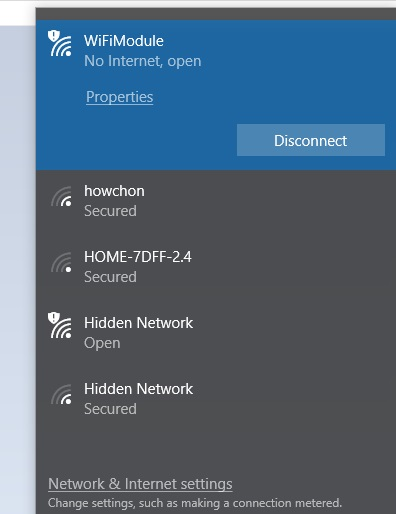 WiFiModule
No Internet, open
Properties
Disconnect
howchon
Secured
HOME-7DFF-2.4
Secured
Hidden Network
Open
Hidden Network
Secured
Network & Internet settings
Change settings, such as making a connection metered.